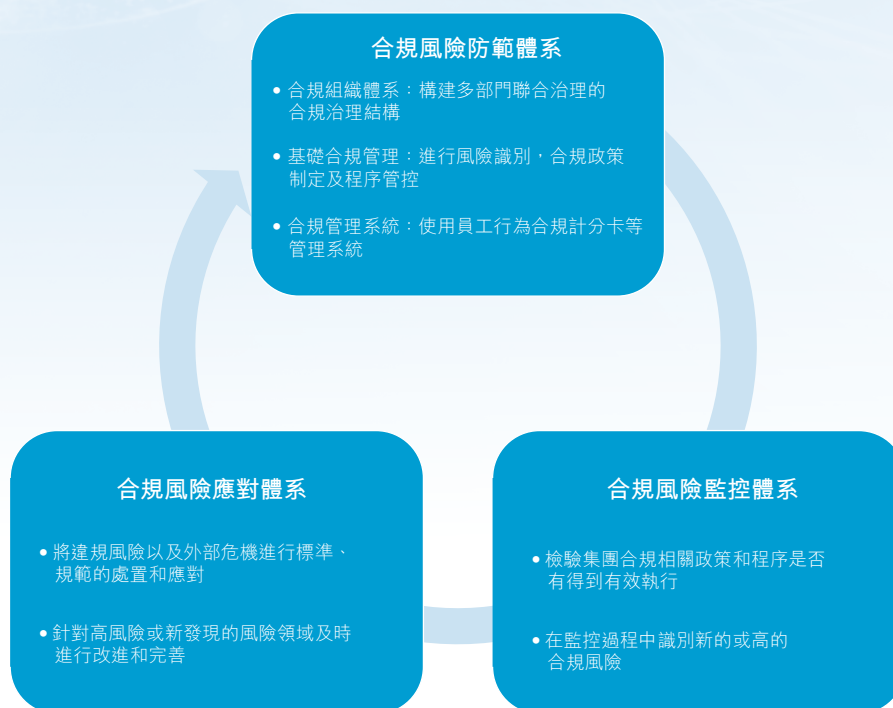 合規風險防範體系
• 合規組織體系：構建多部門聯合治理的
合規治理結構
• 基礎合規管理：進行風險識別，合規政策
制定及程序管控
• 合規管理系統：使用員工行為合規計分卡等
管理系統
合規風險應對體系
• 將違規風險以及外部危機進行標準、
規範的處置和應對
• 針對高風險或新發現的風險領域及時
進行改進和完善
合規風險監控體系
• 檢驗集團合規相關政策和程序是否
有得到有效執行
• 在監控過程中識別新的或高的
合規風險